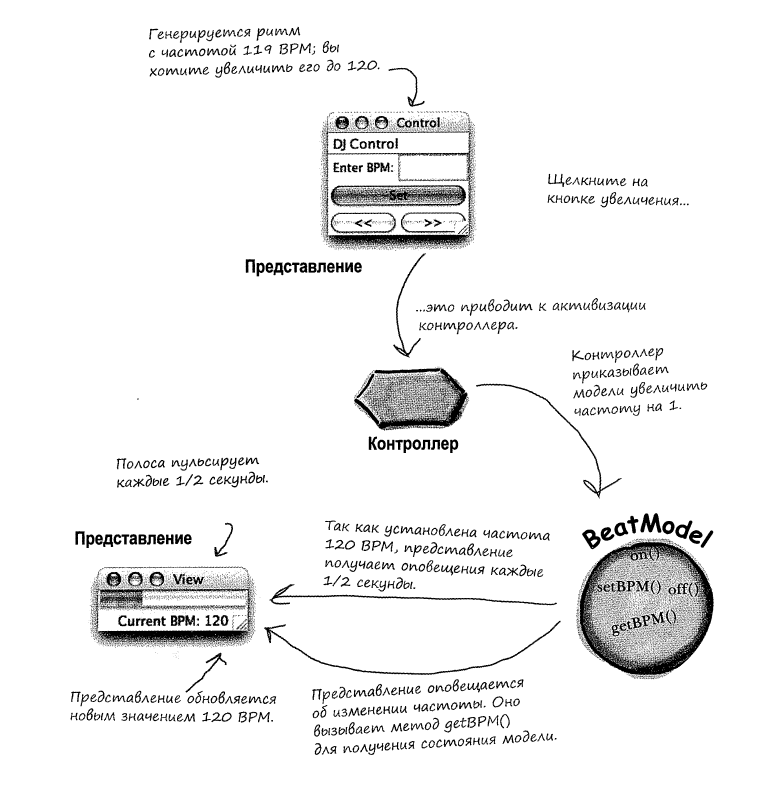 Генерируется ритм
с частотой 119 BPM; вы
хотите увеличить его до 120.
Control
DJ Control
Enter BPM:
Set
<< >>
Представление
Щелкните на
кнопке увеличения...
...это приводит к активизации
контроллера.
Контроллер
приказывает
модели увеличить
частоту на 1.
Контроллер
Полоса пульсирует
каждые 1/2 секунды.
Представление
View
Current BPM: 120
Так как установлена частота
120 BPM, представление
получает оповещения каждые
1/2 секунды.
BeatModel
on()
setBPM() off()
getBPM()
Представление обновляется
новым значением 120 BPM.
Представление оповещается
об изменении частоты. Оно
вызывает метод getBPM()
для получения состояния модели.